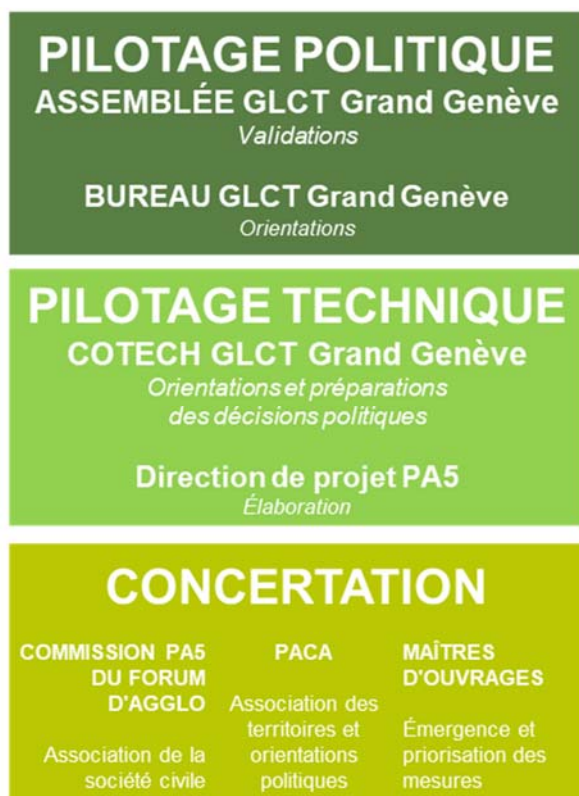 PILOTAGE POLITIQUE
ASSEMBLÉE GLCT Grand Genève
Validations
BUREAU GLCT Grand Genève
Orientations
PILOTAGE TECHNIQUE
COTECH GLCT Grand Genève
Orientations et préparations
des décisions politiques
Direction de projet PA5
Élaboration
CONCERTATION
COMMISSION PA5
DU FORUM
D'AGGLO
Association de la
société civile
PACA
Association des
territoires et
orientations
politiques
MAÎTRES
D'OUVRAGES
Émergence et
priorisation des
mesures